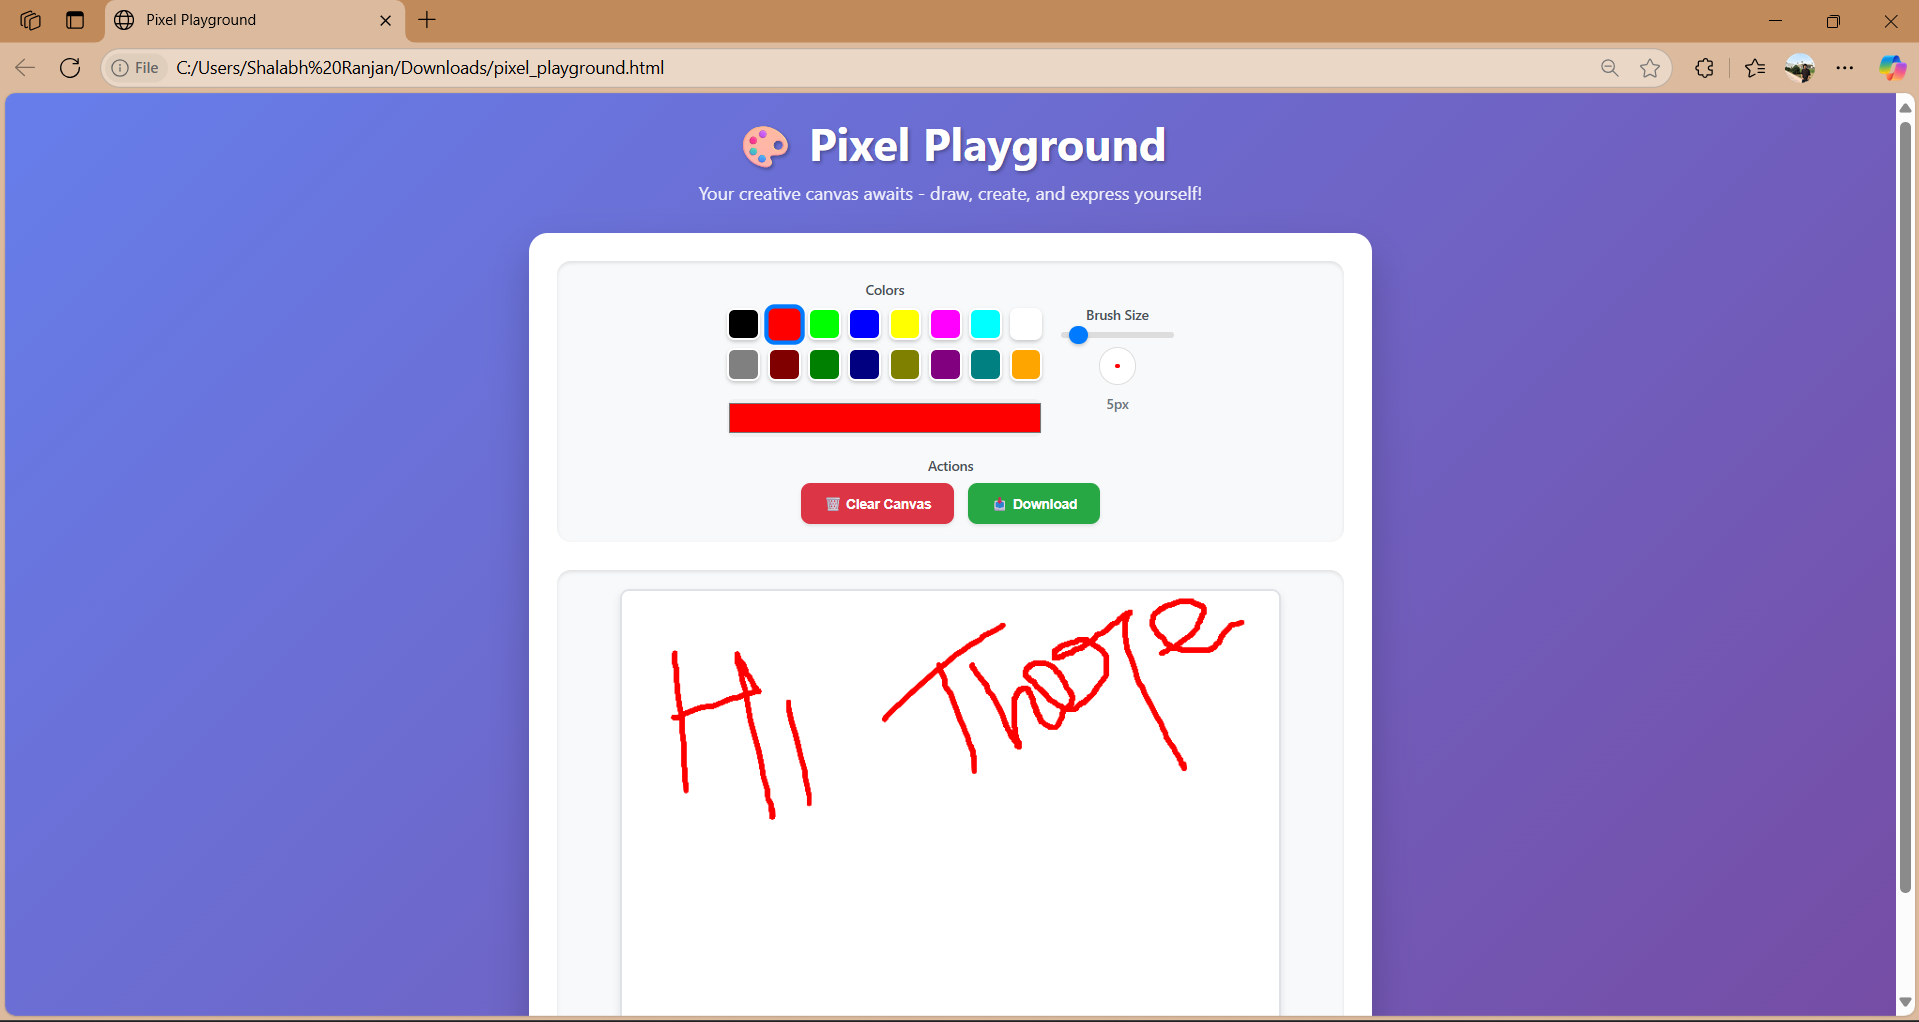 Pixel Playground
File
C:/Users/Shalabh%20Ranjan/Downloads/pixel_playground.html
Pixel Playground
Your creative canvas awaits - draw, create, and express yourself!
Colors
Brush Size
5px
Actions
Clear Canvas
Download
Hi